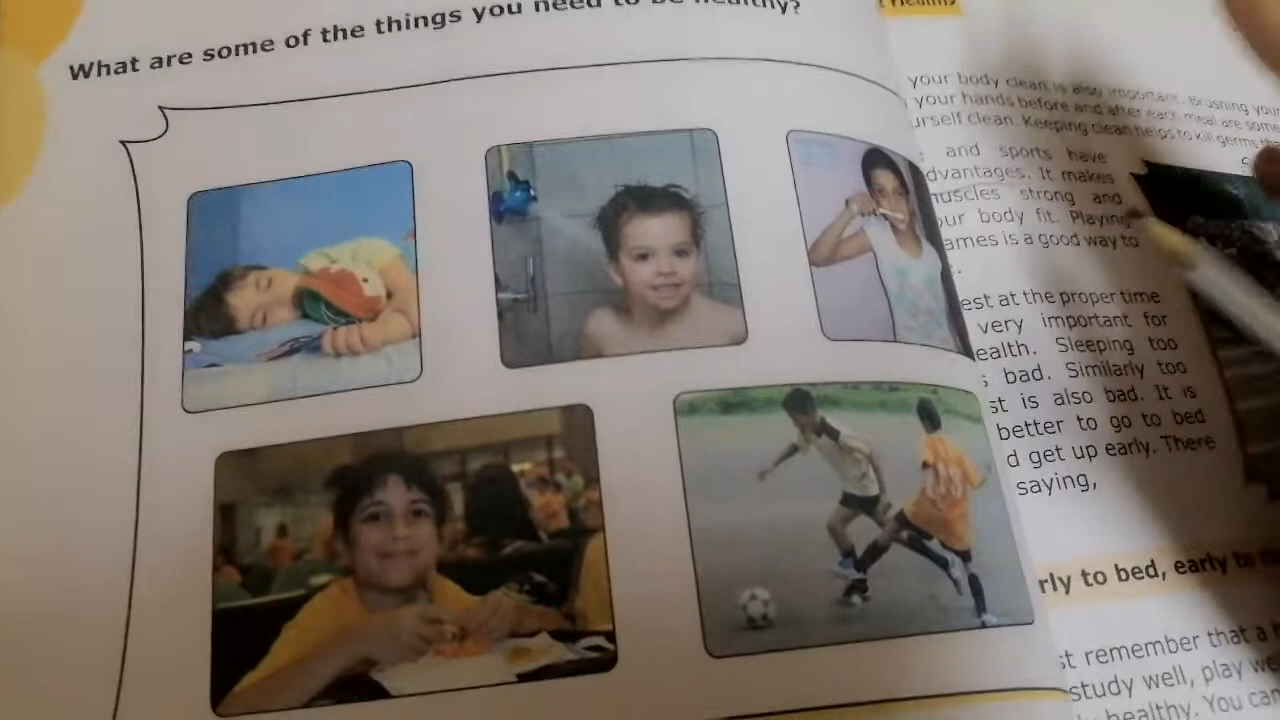 What are some of the things you need to be healthy?
your body clean is also important. Brushing your
your hands before and after each meal are some
urself clean. Keeping clean helps to kill germs
and sports have
dvantages. It makes
muscles strong and
our body fit. Playing
ames is a good way to
est at the proper time
very important for
ealth. Sleeping too
bad. Similarly too
st is also bad. It is
better to go to bed
d get up early. There
saying,
rly to bed, early to
st remember that a
study well, play we
healthy. You can